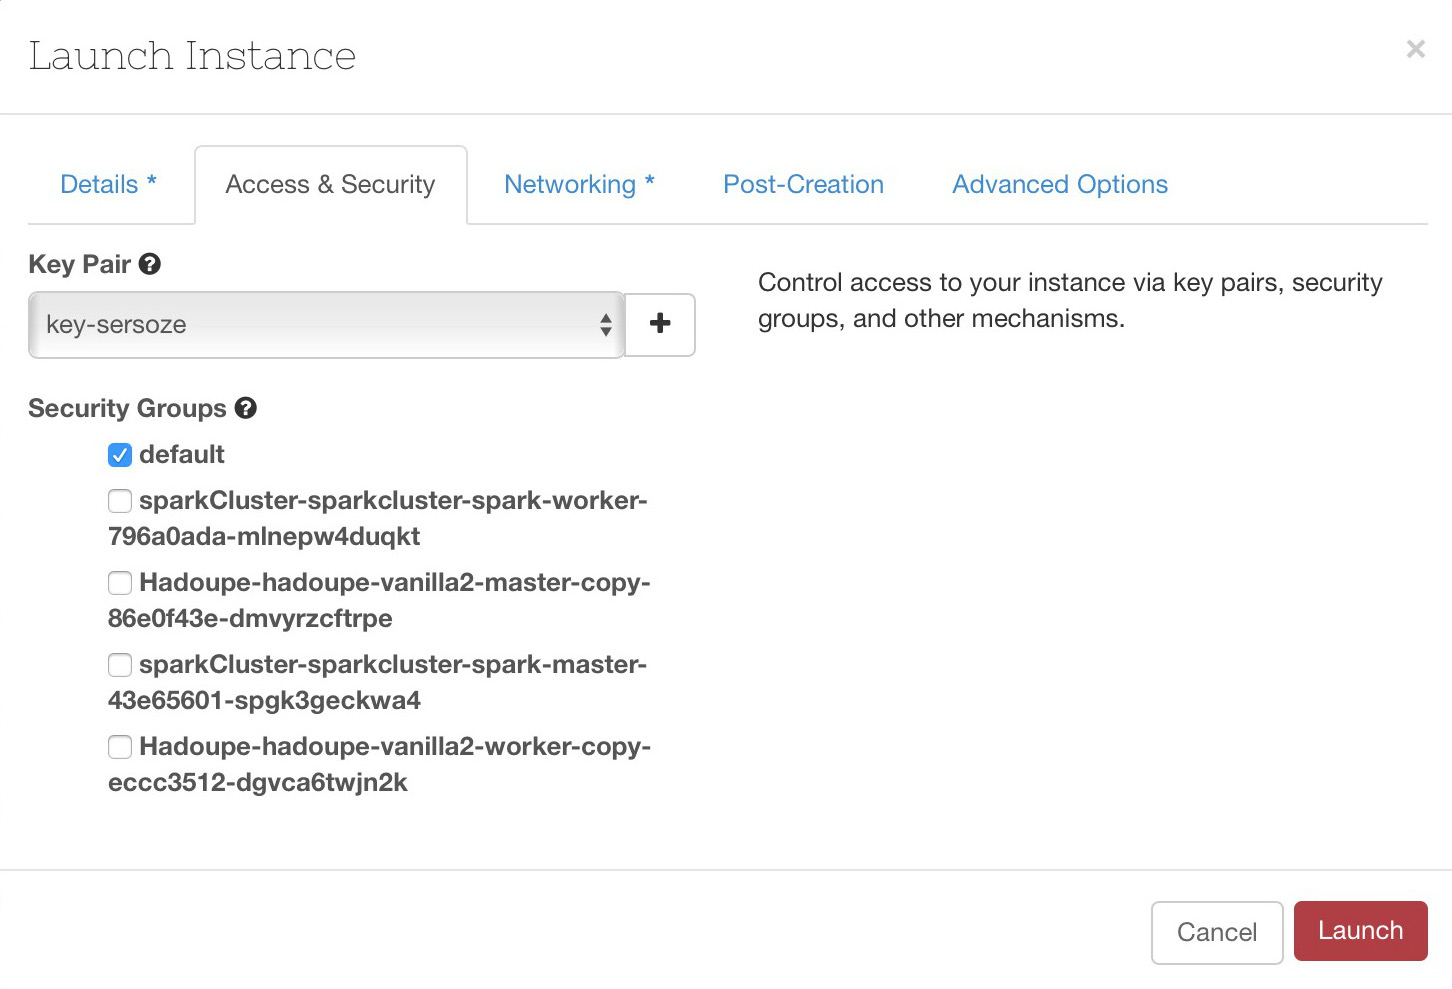 Launch Instance
×
Details *
Access & Security
Networking *
Post-Creation
Advanced Options
Key Pair ?
key-sersoze
+
Control access to your instance via key pairs, security
groups, and other mechanisms.
Security Groups ?
default
sparkCluster-sparkcluster-spark-worker-
796a0ada-mlnepw4duqkt
Hadoupe-hadoupe-vanilla2-master-copy-
86e0f43e-dmvyrzcftrpe
sparkCluster-sparkcluster-spark-master-
43e65601-spgk3geckwa4
Hadoupe-hadoupe-vanilla2-worker-copy-
eccc3512-dgvca6twjn2k
Cancel
Launch